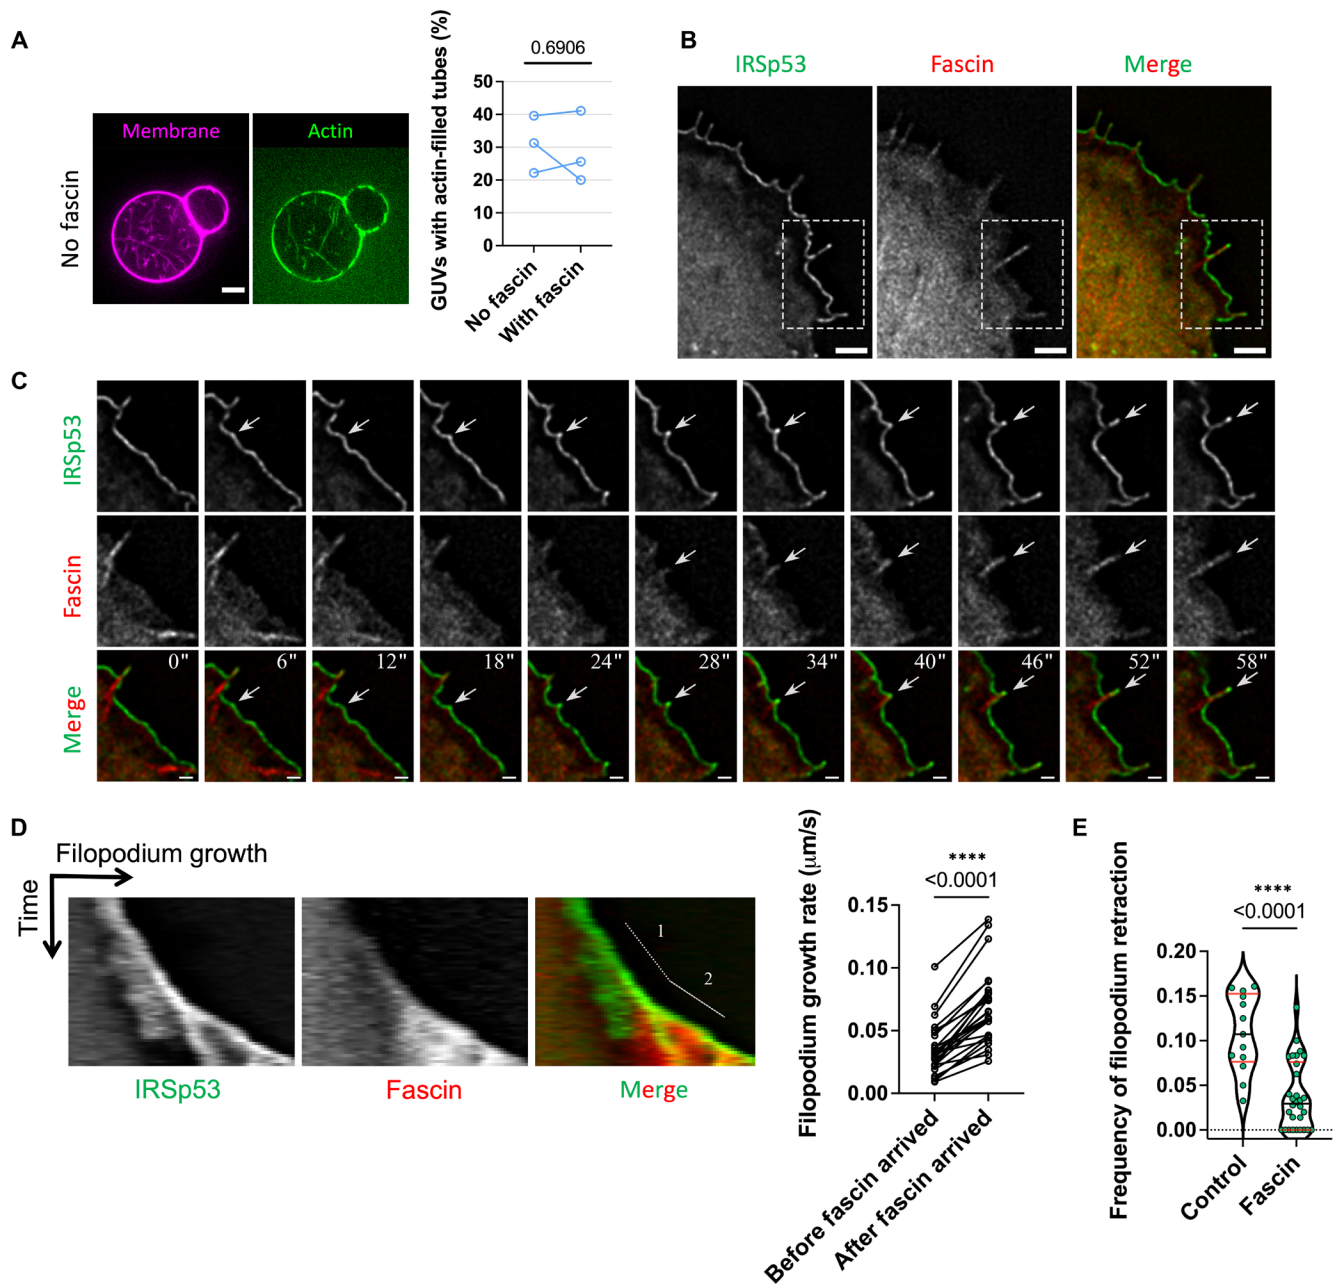 A
Membrane
Actin
No fascin
GUVs with actin-filled tubes (%)
0.6906
50
40
30
20
10
0
No fascin
With fascin
B
IRSp53
Fascin
Merge
C
IRSp53
Fascin
Merge
0" 6" 12" 18" 24" 28" 34" 40" 46" 52" 58"
D
Filopodium growth
Time
1
2
IRSp53
Fascin
Merge
Filopodium growth rate (μm/s)
****
<0.0001
0.15
0.10
0.05
0.00
Before fascin arrived
After fascin arrived
E
Frequency of filopodium retraction
****
<0.0001
0.20
0.15
0.10
0.05
0.00
Control
Fascin